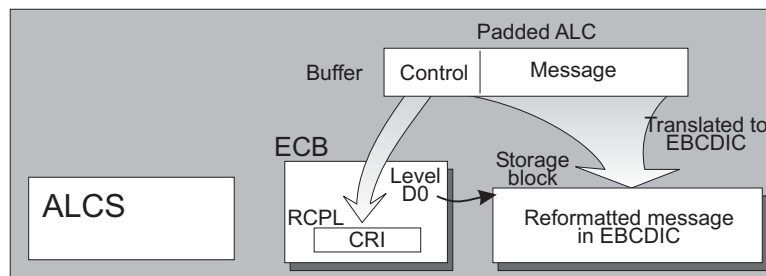 Padded ALC
Buffer
Control
Message
Translated to
EBCDIC
ECB
Level
D0
Storage
block
ALCS
RCPL
CRI
Reformatted message
in EBCDIC